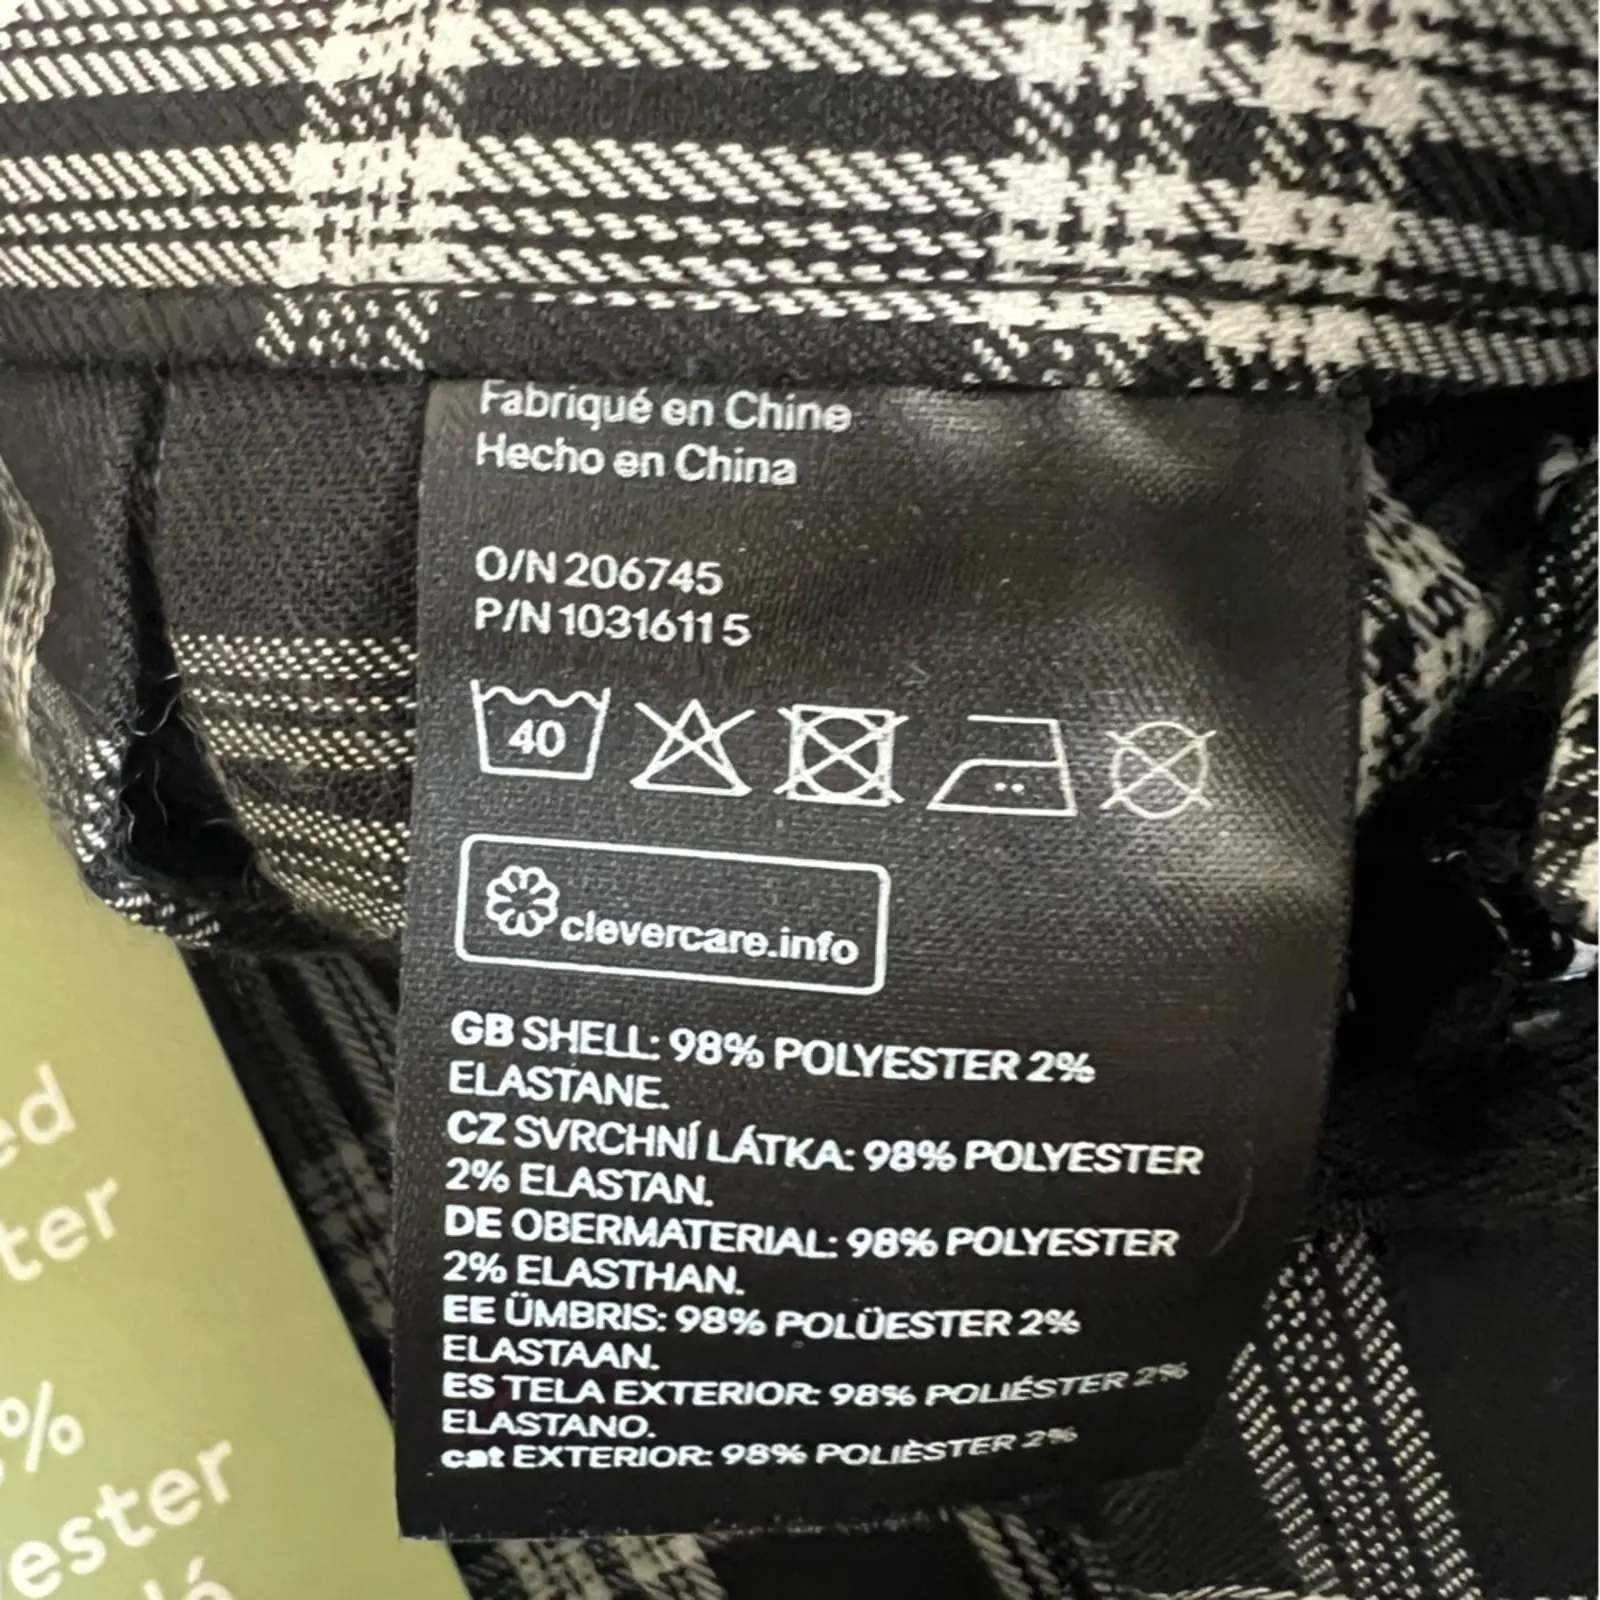 Fabriqué en Chine
Hecho en China
O/N 206745
P/N 10316115
40
clevercare.info
GB SHELL: 98% POLYESTER 2%
ELASTANE.
CZ SVRCHNÍ LÁTKA: 98% POLYESTER
2% ELASTAN.
DE OBERMATERIAL: 98% POLYESTER
2% ELASTHAN.
EE ÜMBRIS: 98% POLÜESTER 2%
ELASTAAN.
ES TELA EXTERIOR: 98% POLIÉSTER 2%
ELASTANO.
cat EXTERIOR: 98% POLIÈSTER 2%
ed
ter
%
ester